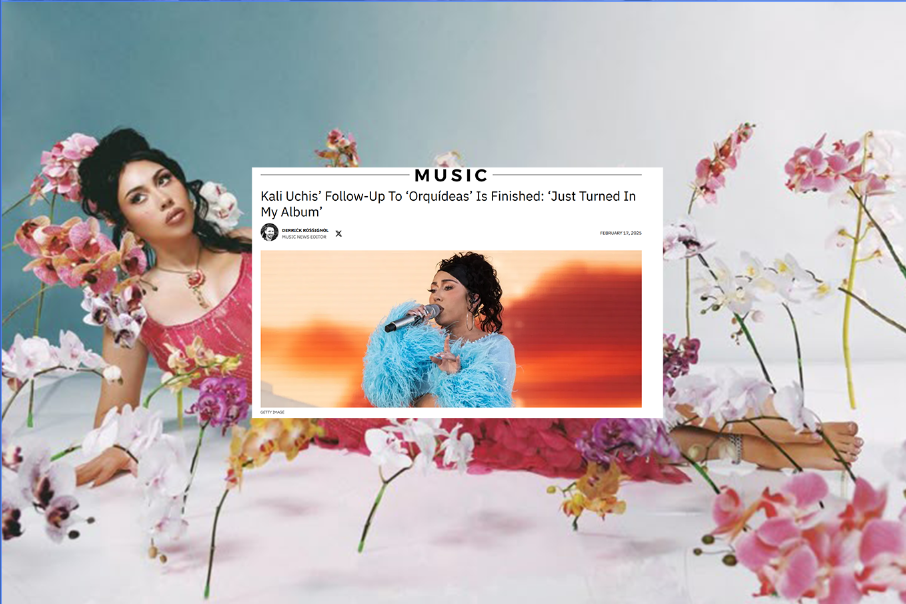 MUSIC
Kali Uchis’ Follow-Up To ‘Orquídeas’ Is Finished: ‘Just Turned In
My Album’
DERRICK ROSSIGNOL
MUSIC NEWS EDITOR
FEBRUARY 17, 2025
GETTY IMAGE